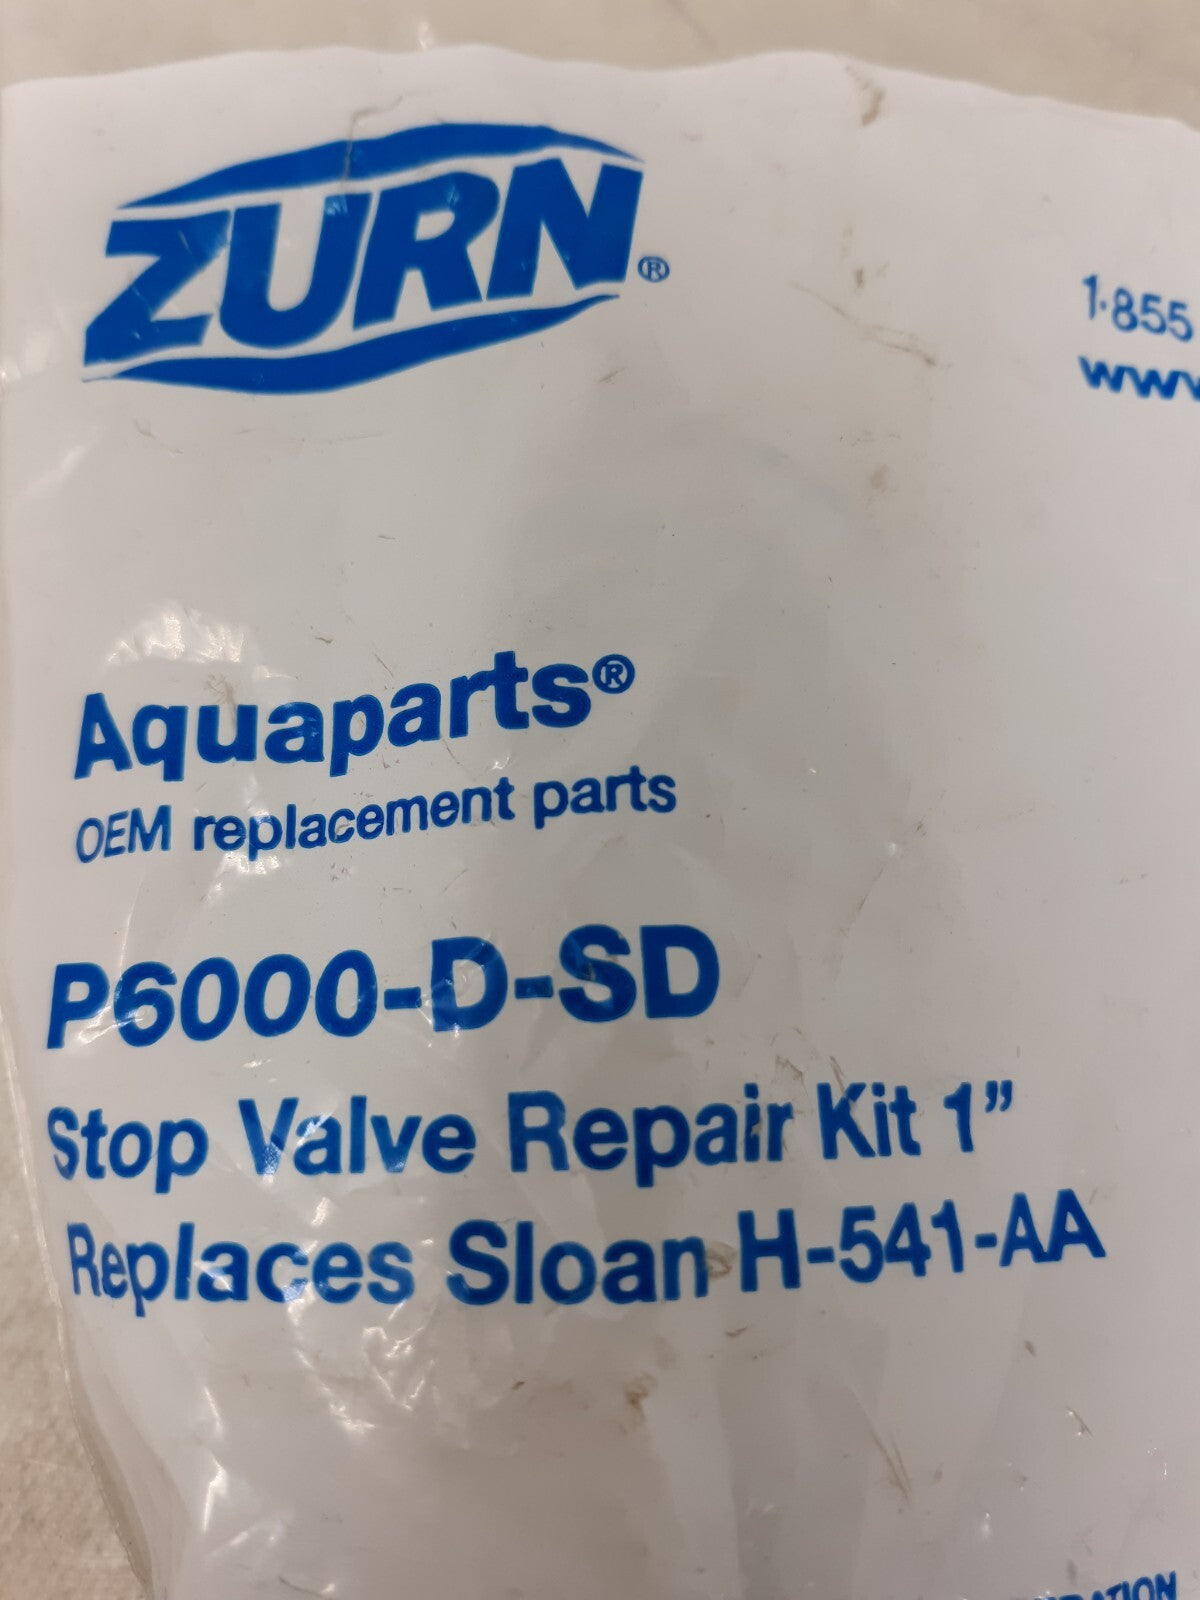 ZURN®
1·855
www
Aquaparts®
OEM replacement parts
P6000-D-SD
Stop Valve Repair Kit 1”
Replaces Sloan H-541-AA